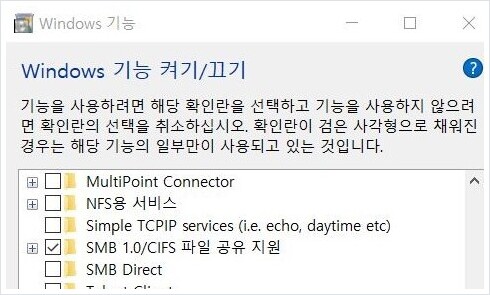 Windows 기능
Windows 기능 켜기/끄기
기능을 사용하려면 해당 확인란을 선택하고 기능을 사용하지 않으려
면 확인란의 선택을 취소하십시오. 확인란이 검은 사각형으로 채워진
경우는 해당 기능의 일부만이 사용되고 있는 것입니다.
MultiPoint Connector
NFS용 서비스
Simple TCPIP services (i.e. echo, daytime etc)
SMB 1.0/CIFS 파일 공유 지원
SMB Direct
Telnet Client